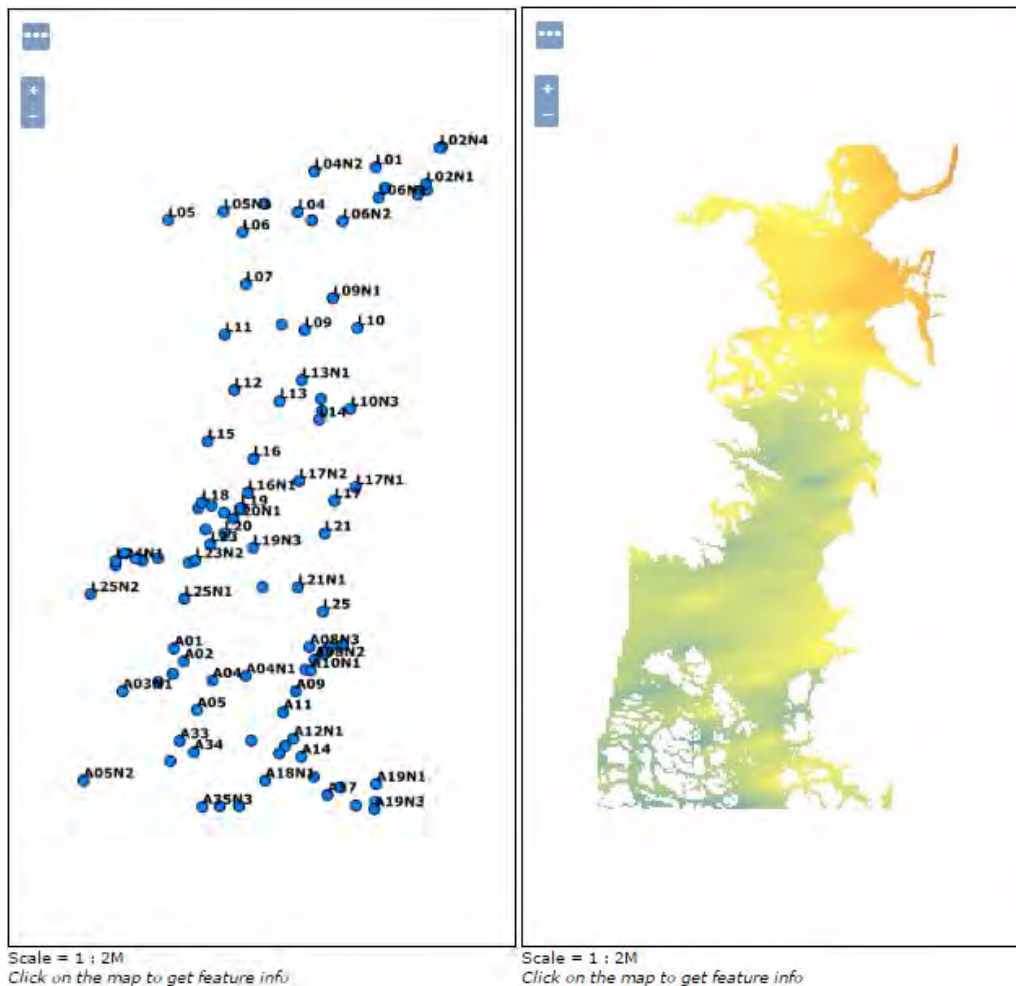 +
−
L02N4
L04N2
L01
L02N1
L05
L05N3
L04
L06N2
L06
L07
L09N1
L11
L09
L10
L13N1
L12
L13
L10N3
L14
L15
L16
L17N2
L17N1
L16N1
L18
L19
L17
L20N1
L20
L21
L23
L19N3
L23N2
L24N1
L25N2
L25N1
L21N1
L25
A01
A08N3
A02
A10N1
A04
A04N1
A03N1
A09
A05
A11
A33
A12N1
A34
A14
A05N2
A18N1
A19N1
A37
A35N3
A19N3
Scale = 1 : 2M
Click on the map to get feature info
+
−
Scale = 1 : 2M
Click on the map to get feature info